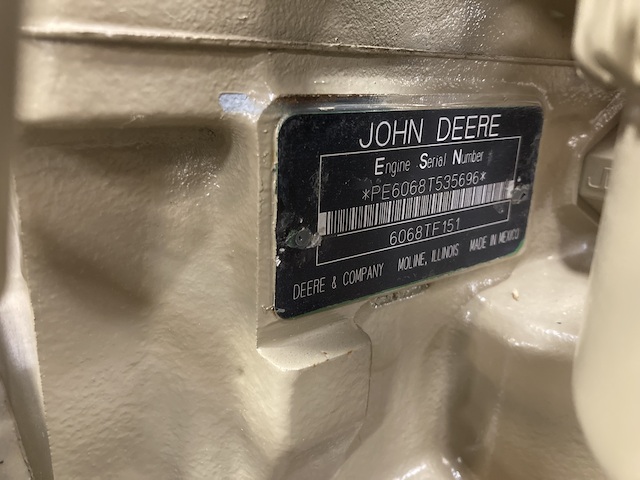 JOHN DEERE
Engine Serial Number
*PE6068T535696*
6068TF151
DEERE & COMPANY MOLINE, ILLINOIS MADE IN MEXICO